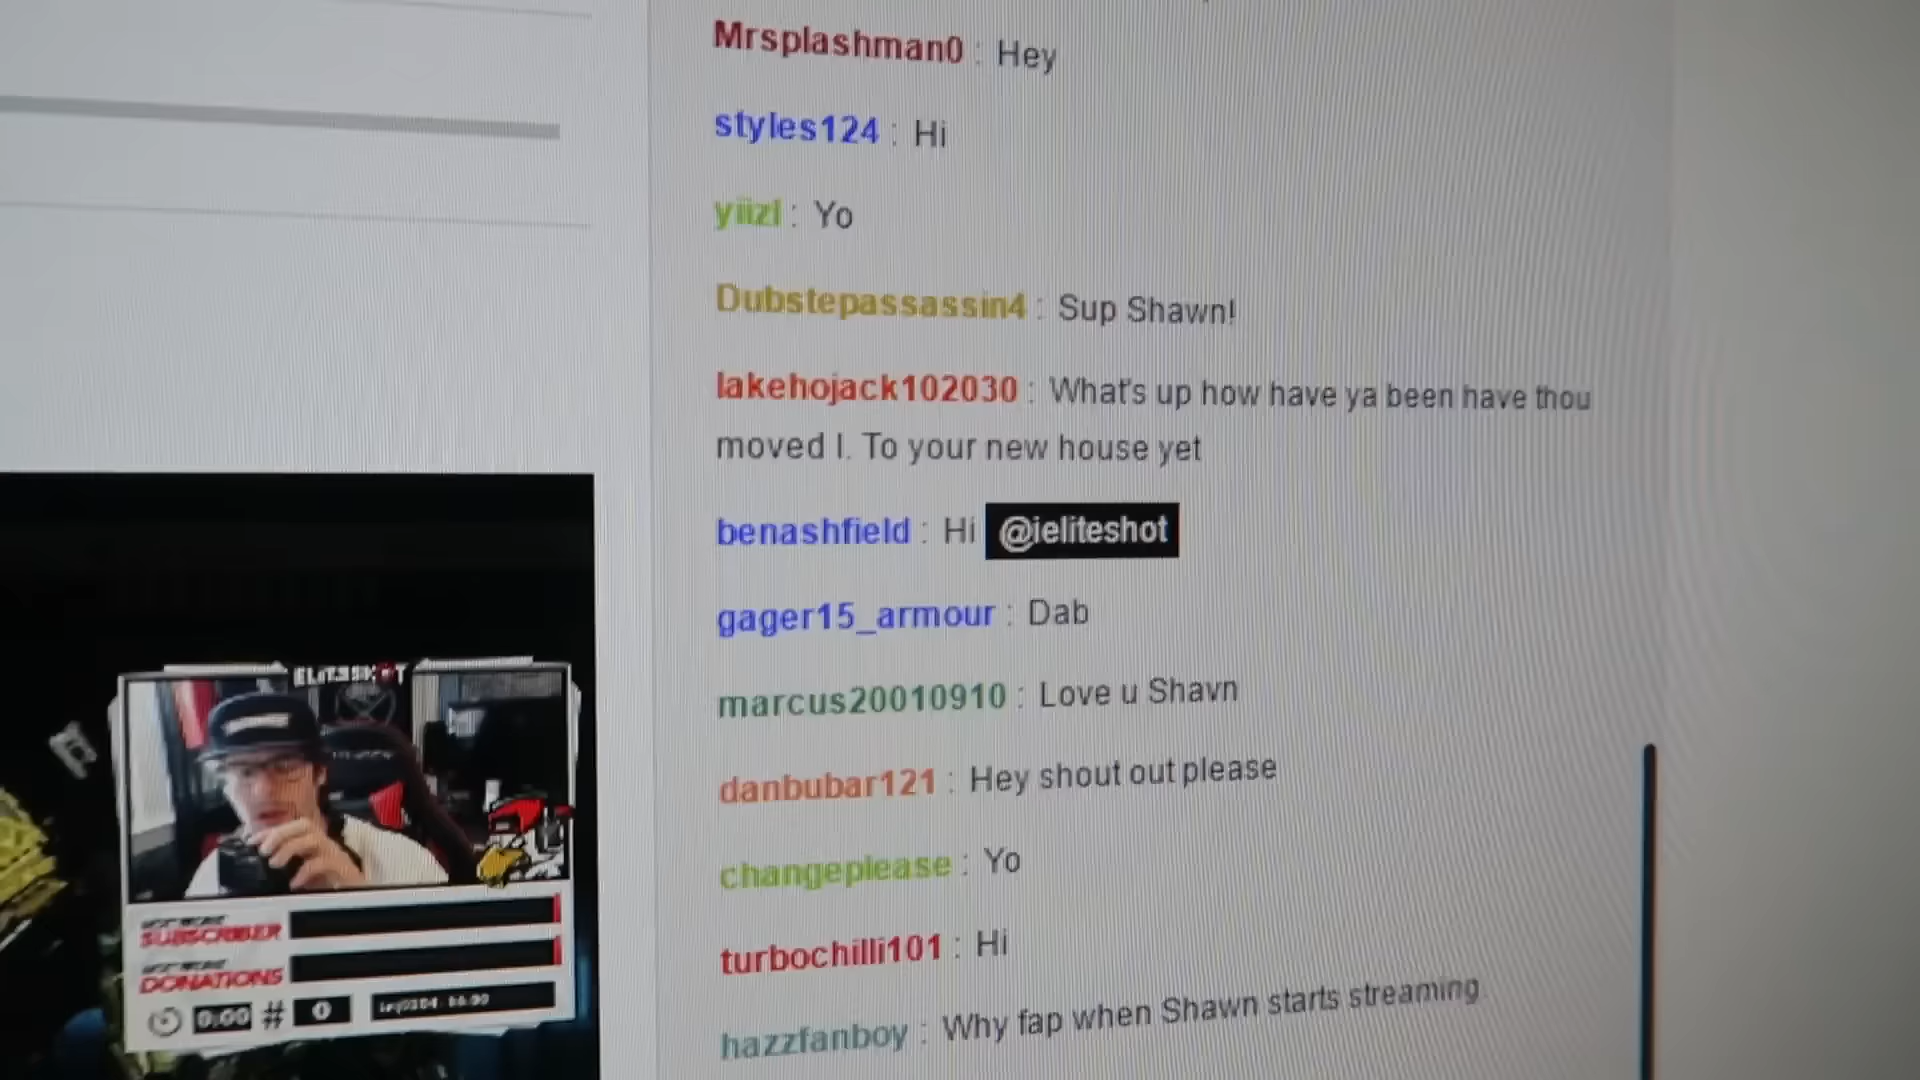 Mrsplashman0 : Hey
styles124 : Hi
yiizl : Yo
Dubstepassassin4 : Sup Shawn!
lakehojack102030 : What's up how have ya been have thou
moved I. To your new house yet
benashfield : Hi @ieliteshot
gager15_armour : Dab
marcus20010910 : Love u Shavn
danbubar121 : Hey shout out please
changeplease : Yo
turbochilli101 : Hi
hazzfanboy : Why fap when Shawn starts streaming
ELITESHOT
SUBSCRIBER
DONATIONS
0:00 # 0